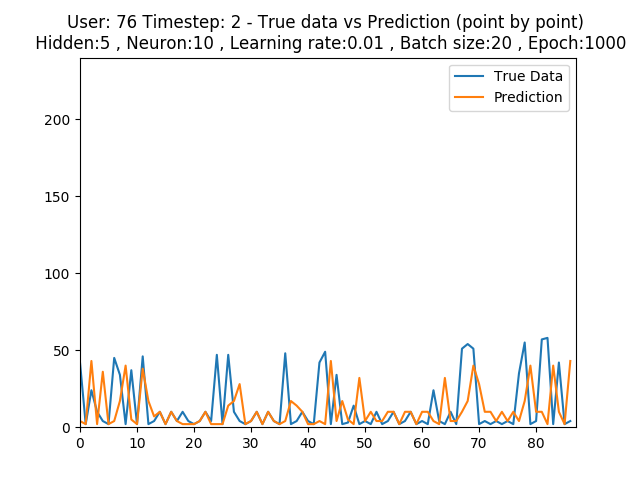 User: 76 Timestep: 2 - True data vs Prediction (point by point)
Hidden:5 , Neuron:10 , Learning rate:0.01 , Batch size:20 , Epoch:1000
True Data
Prediction
200
150
100
50
0
0 10 20 30 40 50 60 70 80